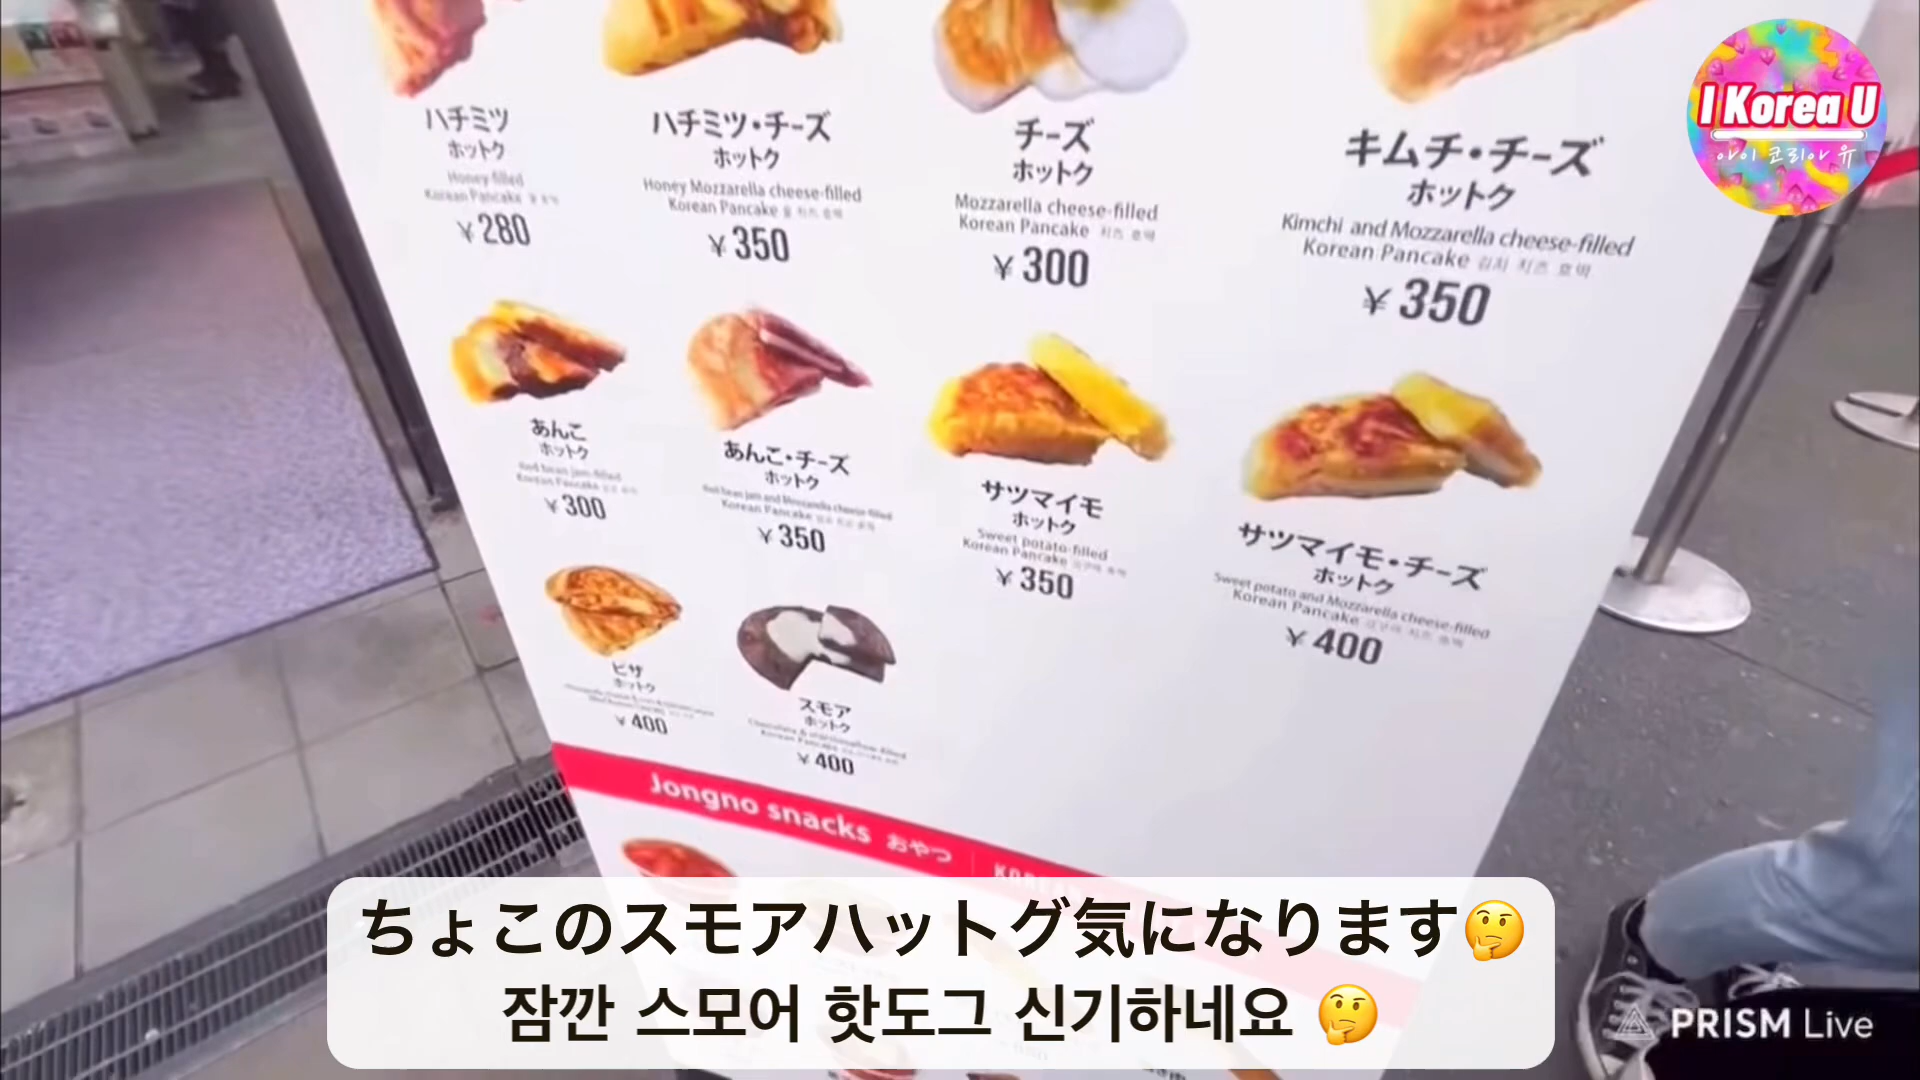 I Korea U
아이 코리아 유
ハチミツ
ホットク
Honey-filled
Korean Pancake
¥280
ハチミツ・チーズ
ホットク
Honey Mozzarella cheese-filled
Korean Pancake
¥350
チーズ
ホットク
Mozzarella cheese-filled
Korean Pancake 치즈 호떡
¥300
キムチ・チーズ
ホットク
Kimchi and Mozzarella cheese-filled
Korean Pancake 김치 치즈 호떡
¥350
あんこ
ホットク
Red bean jam-filled
Korean Pancake
¥300
あんこ・チーズ
ホットク
Red bean jam and Mozzarella cheese-filled
Korean Pancake
¥350
サツマイモ
ホットク
Sweet potato-filled
Korean Pancake
¥350
サツマイモ・チーズ
ホットク
Sweet potato and Mozzarella cheese-filled
Korean Pancake
¥400
ピザ
ホットク
¥400
スモア
ホットク
Chocolate & marshmallow-filled
Korean Pancake
¥400
Jongno snacks おやつ
ちょこのスモアハットグ気になります🤔
잠깐 스모어 핫도그 신기하네요 🤔
PRISM Live